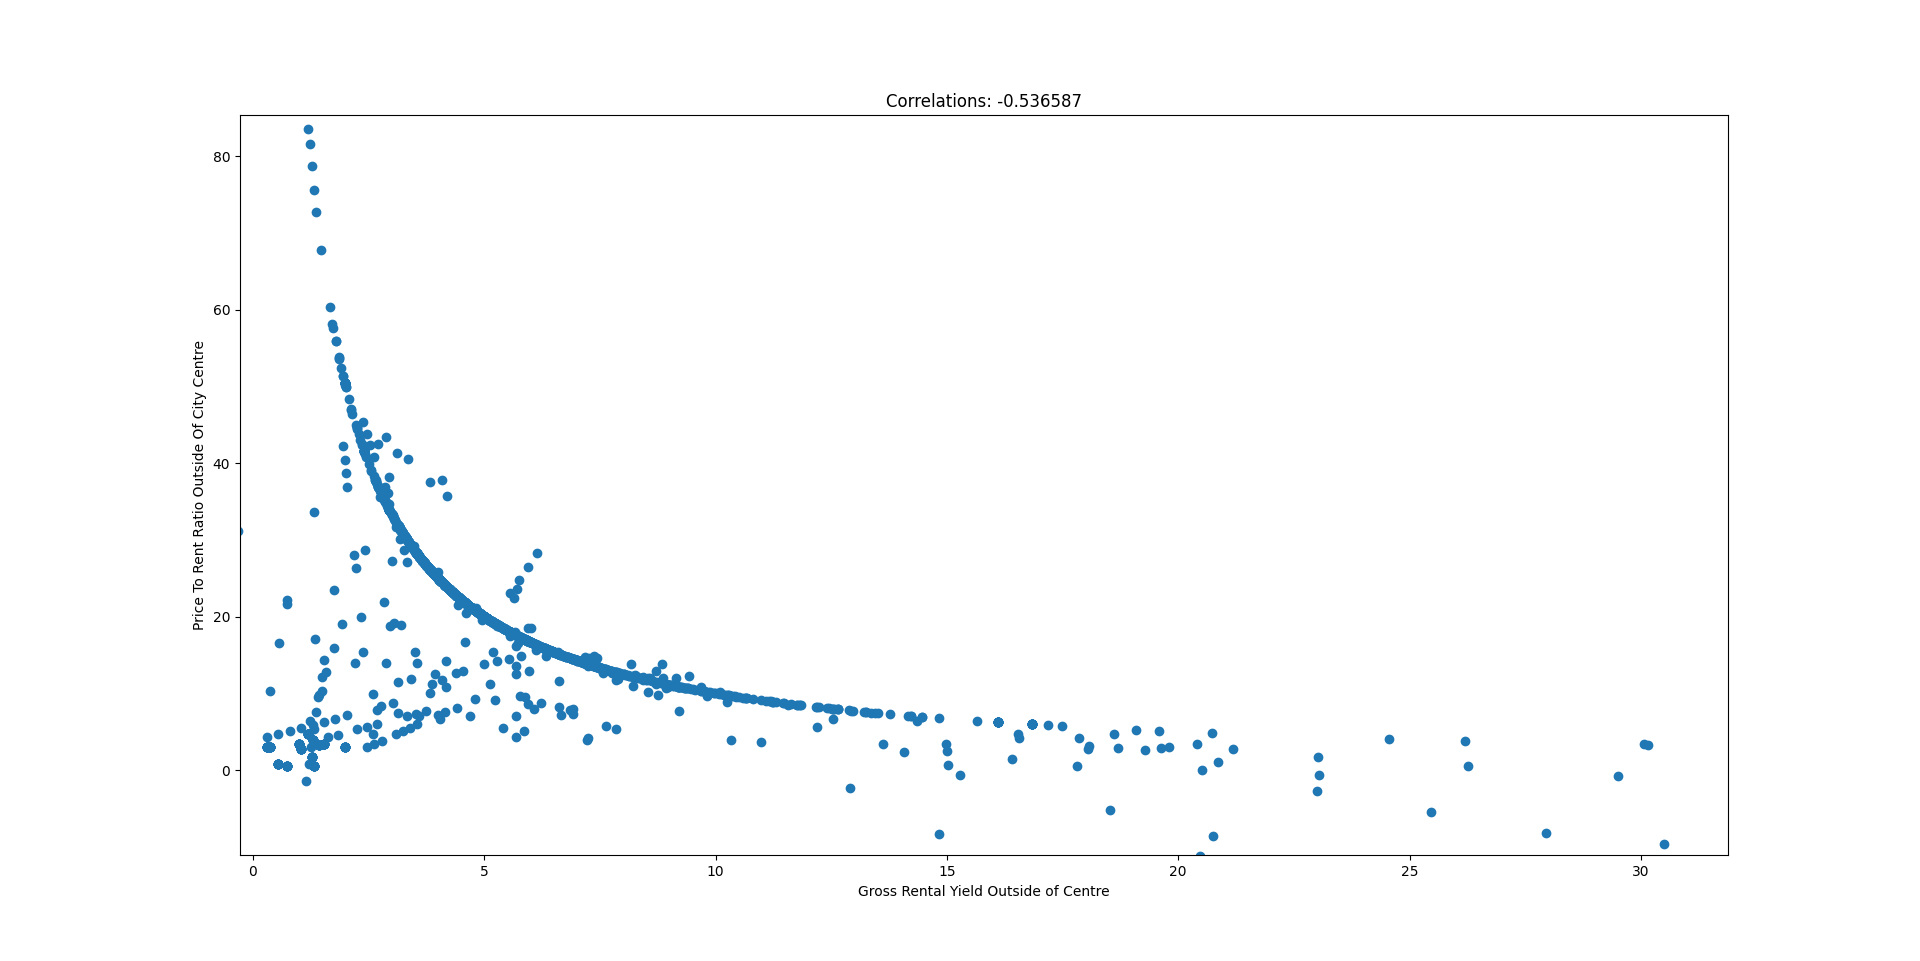 Correlations: -0.536587
80
60
40
20
0
Price To Rent Ratio Outside Of City Centre
0 5 10 15 20 25 30
Gross Rental Yield Outside of Centre